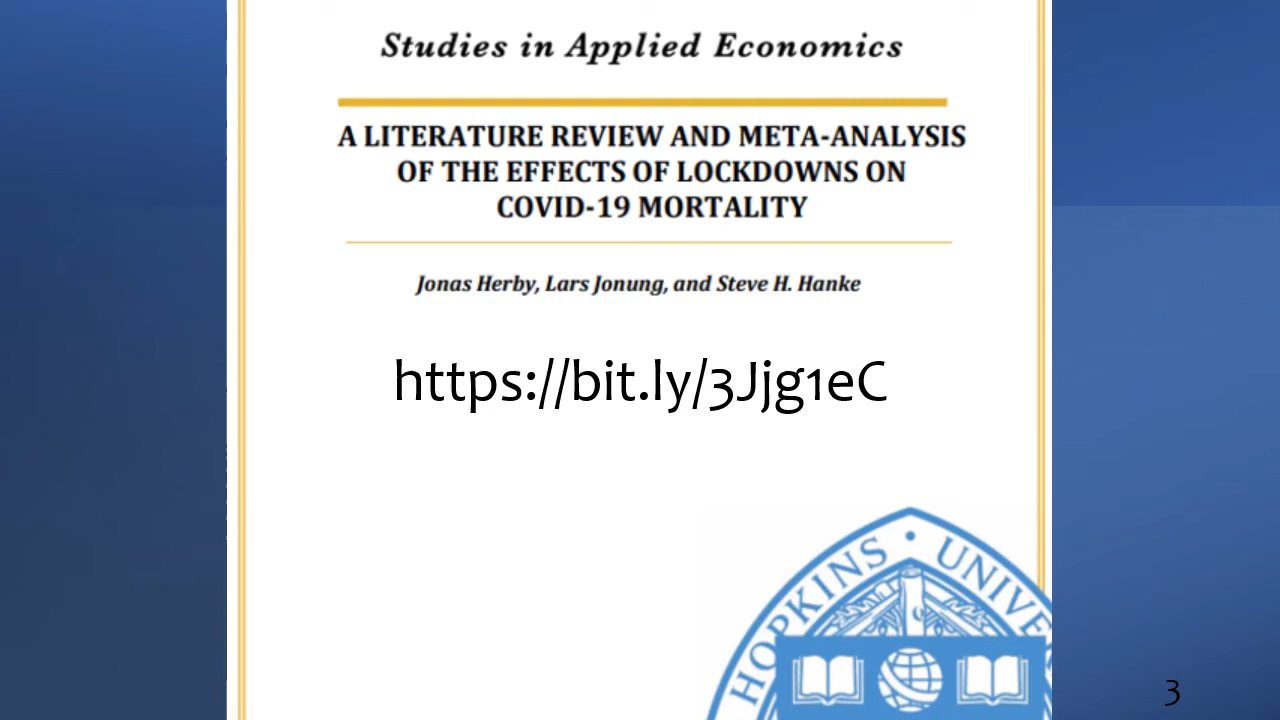 Studies in Applied Economics
A LITERATURE REVIEW AND META-ANALYSIS
OF THE EFFECTS OF LOCKDOWNS ON
COVID-19 MORTALITY
Jonas Herby, Lars Jonung, and Steve H. Hanke
https://bit.ly/3Jjg1eC
HOPKINS · UNIVE
3